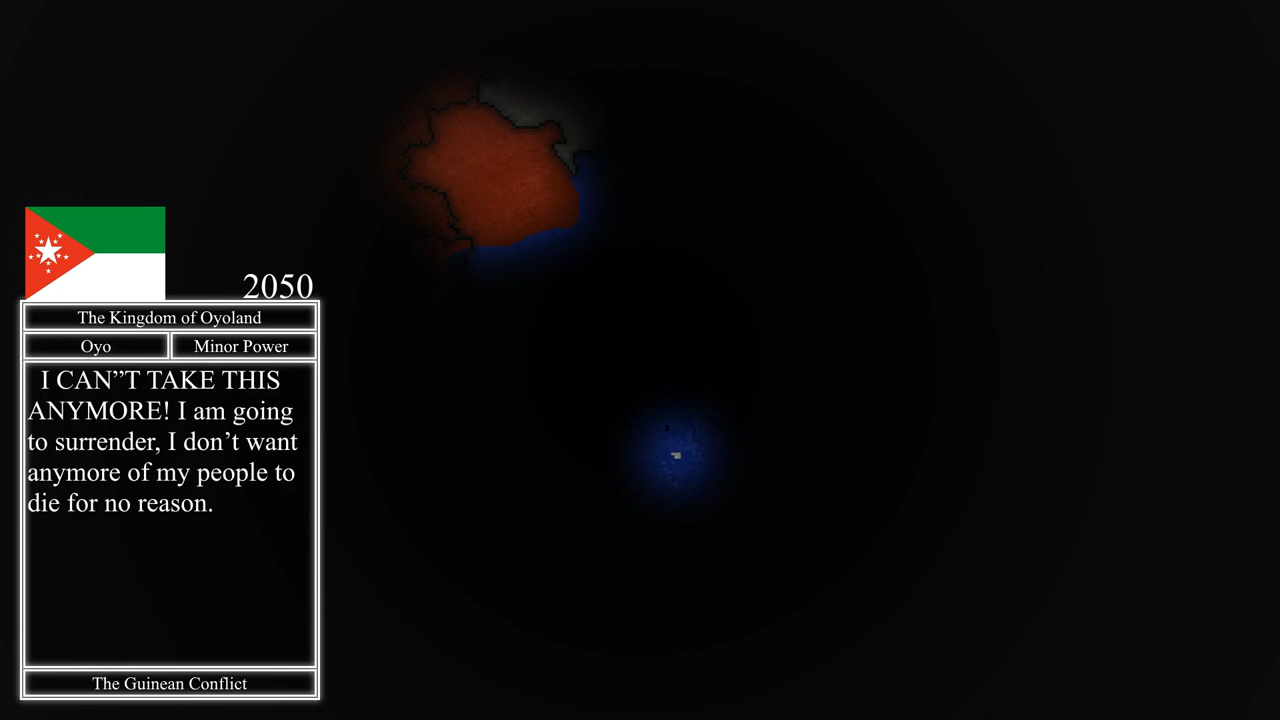 2050
The Kingdom of Oyoland
Oyo
Minor Power
I CAN”T TAKE THIS
ANYMORE! I am going
to surrender, I don’t want
anymore of my people to
die for no reason.
The Guinean Conflict